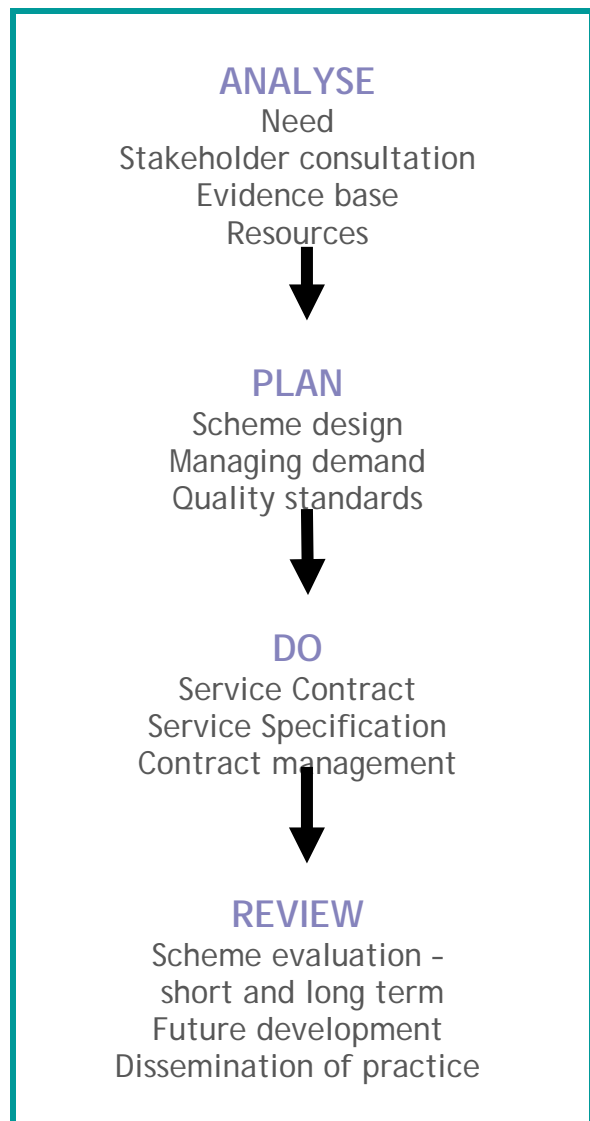 ANALYSE
Need
Stakeholder consultation
Evidence base
Resources
PLAN
Scheme design
Managing demand
Quality standards
DO
Service Contract
Service Specification
Contract management
REVIEW
Scheme evaluation –
short and long term
Future development
Dissemination of practice